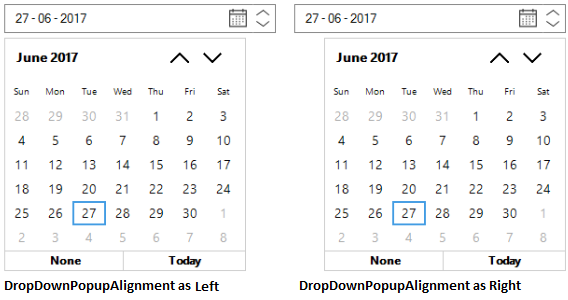 27 - 06 - 2017
June 2017
Sun Mon Tue Wed Thu Fri Sat
28 29 30 31 1 2 3
4 5 6 7 8 9 10
11 12 13 14 15 16 17
18 19 20 21 22 23 24
25 26 27 28 29 30 1
2 3 4 5 6 7 8
None Today
DropDownPopupAlignment as Left
27 - 06 - 2017
June 2017
Sun Mon Tue Wed Thu Fri Sat
28 29 30 31 1 2 3
4 5 6 7 8 9 10
11 12 13 14 15 16 17
18 19 20 21 22 23 24
25 26 27 28 29 30 1
2 3 4 5 6 7 8
None Today
DropDownPopupAlignment as Right